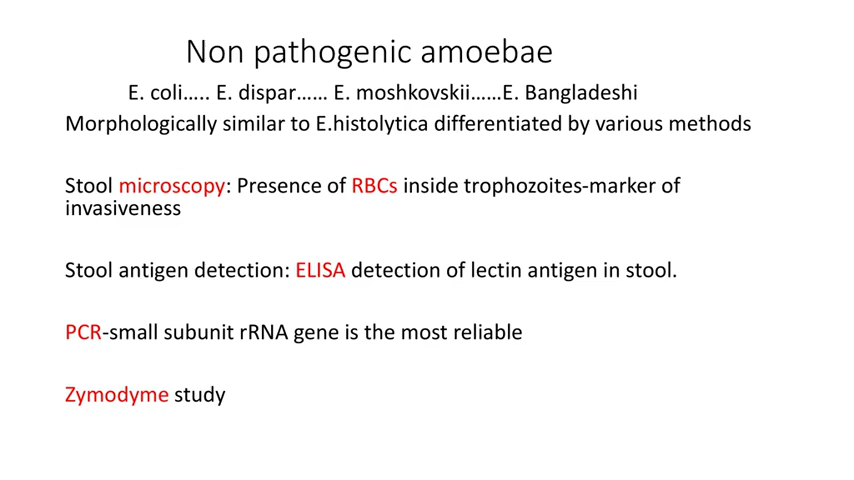 Non pathogenic amoebae
E. coli..... E. dispar...... E. moshkovskii......E. Bangladeshi
Morphologically similar to E.histolytica differentiated by various methods
Stool microscopy: Presence of RBCs inside trophozoites-marker of
invasiveness
Stool antigen detection: ELISA detection of lectin antigen in stool.
PCR-small subunit rRNA gene is the most reliable
Zymodyme study